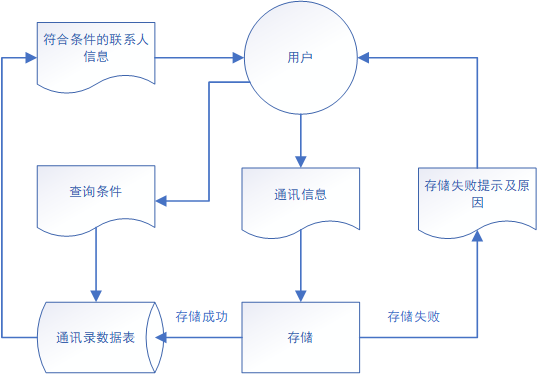 符合条件的联系人
信息
用户
查询条件
通讯信息
存储失败提示及原
因
存储成功
存储失败
通讯录数据表
存储